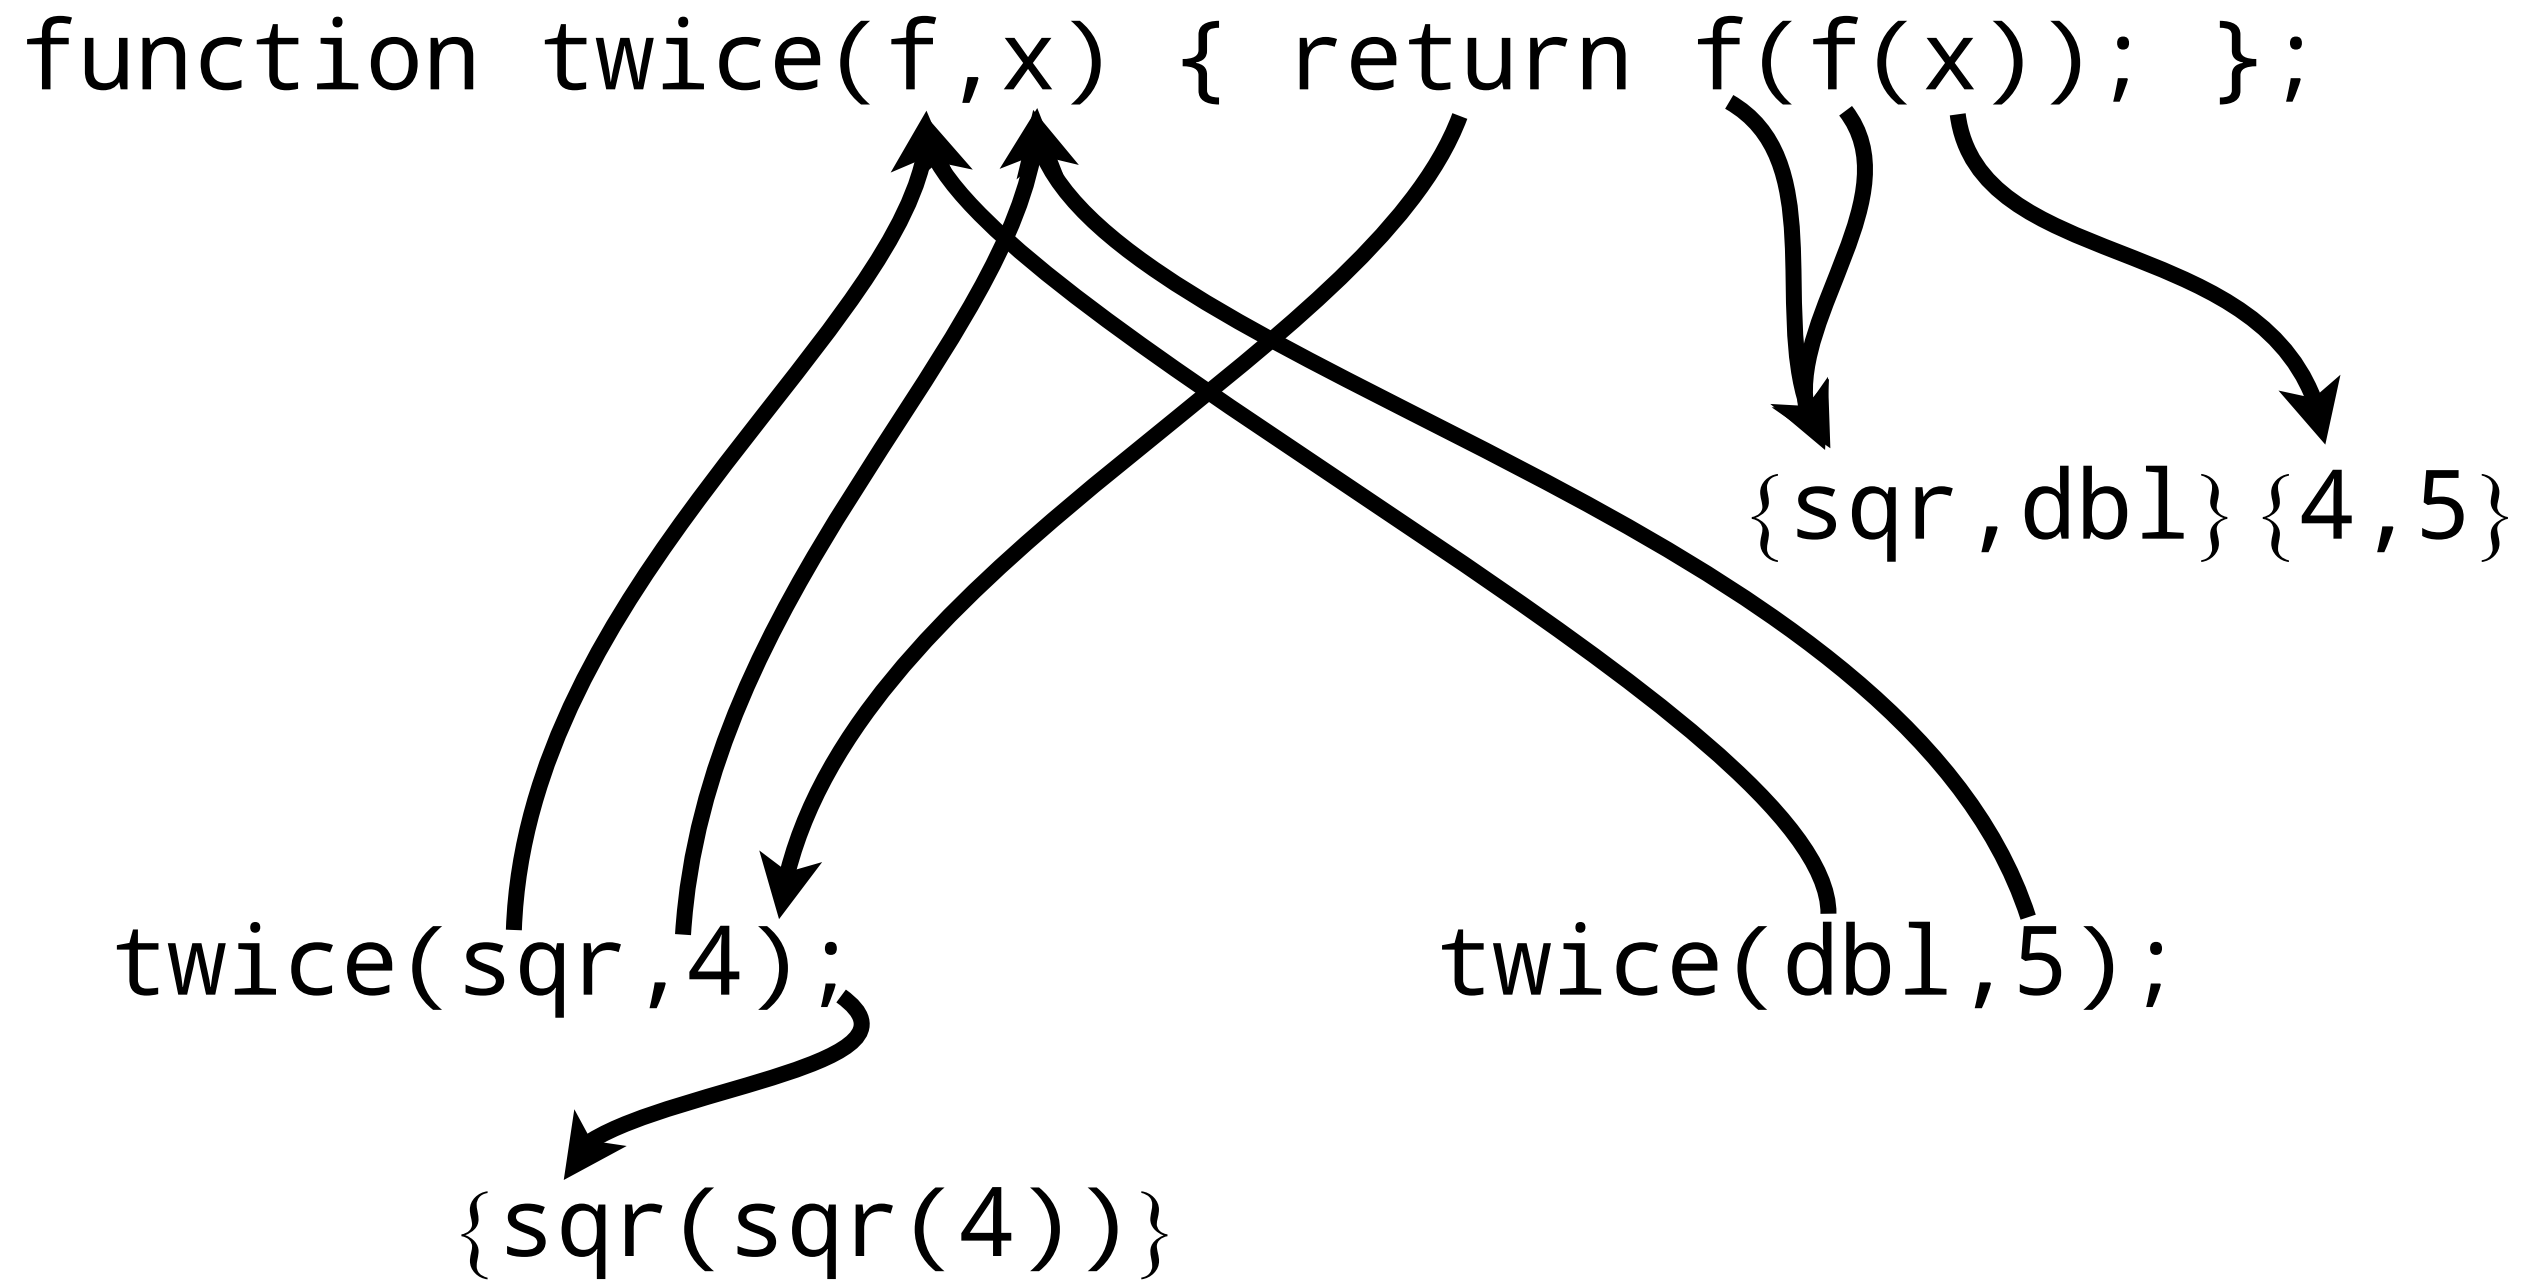 function twice(f,x) { return f(f(x)); };
{sqr,dbl} {4,5}
twice(sqr,4); twice(dbl,5);
{sqr(sqr(4))}